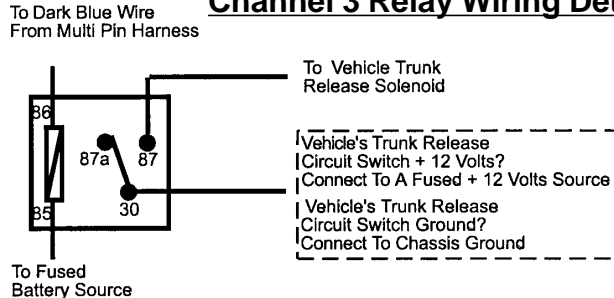 Channel 3 Relay Wiring
To Dark Blue Wire
From Multi Pin Harness
To Vehicle Trunk
Release Solenoid
86
87a
87
30
85
Vehicle's Trunk Release
Circuit Switch + 12 Volts?
Connect To A Fused + 12 Volts Source
Vehicle's Trunk Release
Circuit Switch Ground?
Connect To Chassis Ground
To Fused
Battery Source